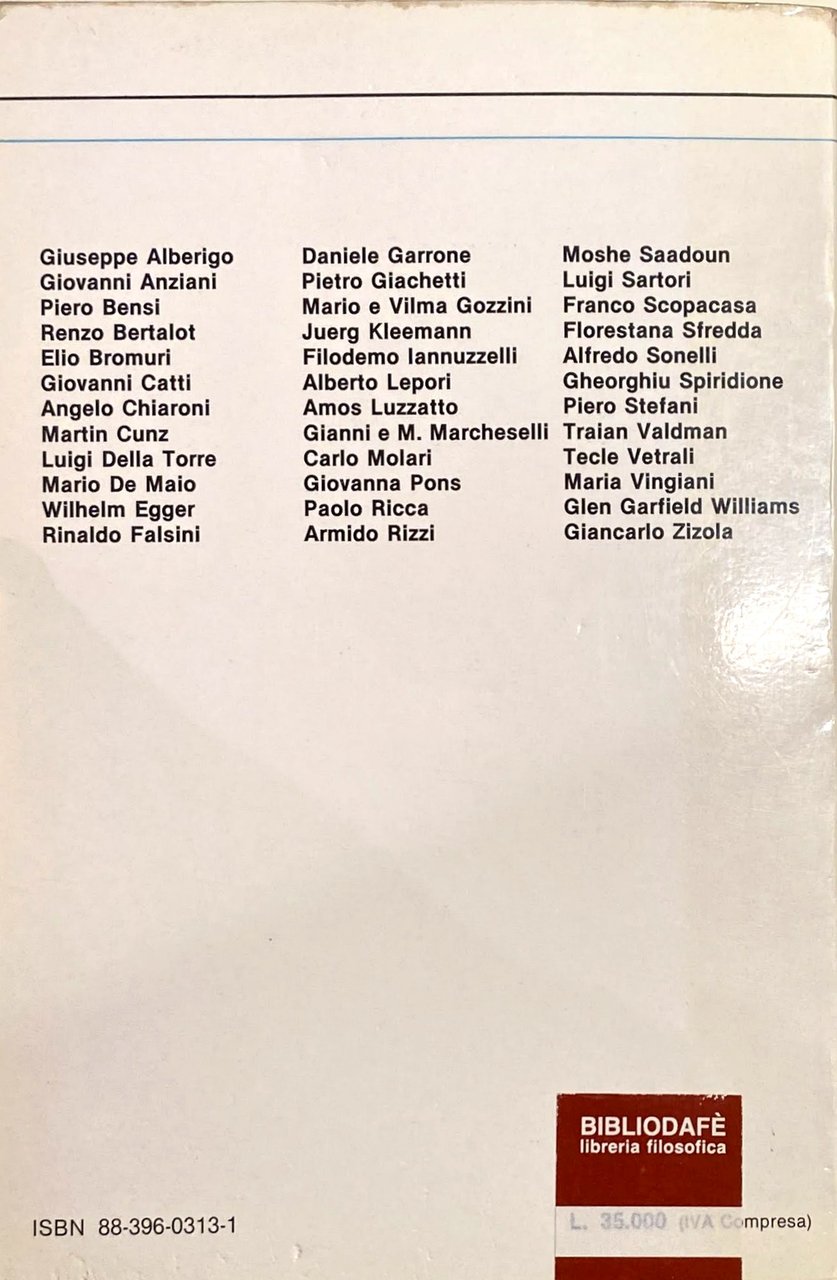 Giuseppe Alberigo
Giovanni Anziani
Piero Bensi
Renzo Bertalot
Elio Bromuri
Giovanni Catti
Angelo Chiaroni
Martin Cunz
Luigi Della Torre
Mario De Maio
Wilhelm Egger
Rinaldo Falsini
Daniele Garrone
Pietro Giachetti
Mario e Vilma Gozzini
Juerg Kleemann
Filodemo Iannuzzelli
Alberto Lepori
Amos Luzzatto
Gianni e M. Marcheselli
Carlo Molari
Giovanna Pons
Paolo Ricca
Armido Rizzi
Moshe Saadoun
Luigi Sartori
Franco Scopacasa
Florestana Sfredda
Alfredo Sonelli
Gheorghiu Spiridione
Piero Stefani
Traian Valdman
Tecle Vetrali
Maria Vingiani
Glen Garfield Williams
Giancarlo Zizola
BIBLIODAFÈ
libreria filosofica
ISBN 88-396-0313-1
L. 35.000 (IVA Compresa)